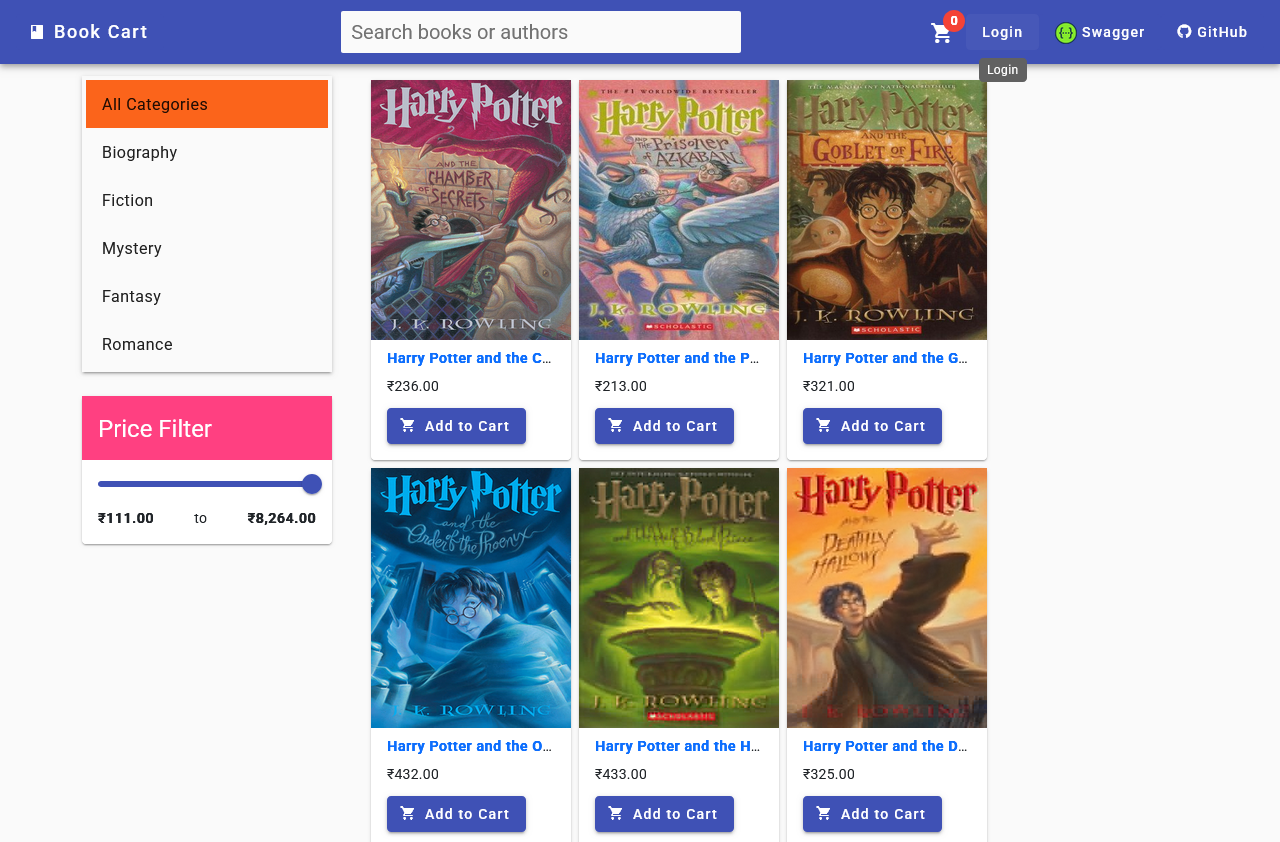 Book Cart
Search books or authors
0
Login
Swagger
GitHub
Login
All Categories
Biography
Fiction
Mystery
Fantasy
Romance
Price Filter
₹111.00 to ₹8,264.00
Harry Potter
AND THE
CHAMBER
OF
SECRETS
J. K. ROWLING
Harry Potter and the C...
₹236.00
Add to Cart
THE #1 WORLDWIDE BESTSELLER
Harry Potter
AND THE
Prisoner
of
AZKABAN
J. K. ROWLING
SCHOLASTIC
Harry Potter and the P...
₹213.00
Add to Cart
Harry Potter
AND THE
GOBLET OF FIRE
J. K. ROWLING
SCHOLASTIC
Harry Potter and the G...
₹321.00
Add to Cart
Harry Potter
and the
Order of the Phoenix
J. K. ROWLING
Harry Potter and the O...
₹432.00
Add to Cart
Harry Potter
and the Half-Blood Prince
J. K. ROWLING
SCHOLASTIC
Harry Potter and the H...
₹433.00
Add to Cart
Harry Potter
AND THE
DEATHLY
HALLOWS
J. K. ROWLING
Harry Potter and the D...
₹325.00
Add to Cart